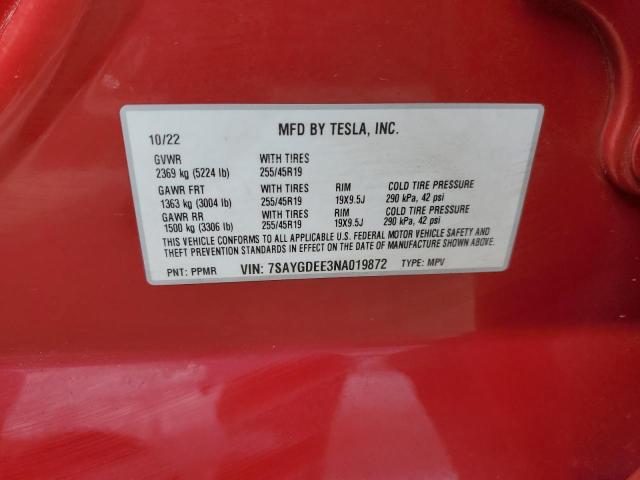 10/22 MFD BY TESLA, INC.
GVWR WITH TIRES
2369 kg (5224 lb) 255/45R19
GAWR FRT WITH TIRES RIM COLD TIRE PRESSURE
1363 kg (3004 lb) 255/45R19 19X9.5J 290 kPa, 42 psi
GAWR RR WITH TIRES RIM COLD TIRE PRESSURE
1500 kg (3306 lb) 255/45R19 19X9.5J 290 kPa, 42 psi
THIS VEHICLE CONFORMS TO ALL APPLICABLE U.S. FEDERAL MOTOR VEHICLE SAFETY AND
THEFT PREVENTION STANDARDS IN EFFECT ON THE DATE OF MANUFACTURE SHOWN ABOVE.
PNT: PPMR VIN: 7SAYGDEE3NA019872 TYPE: MPV